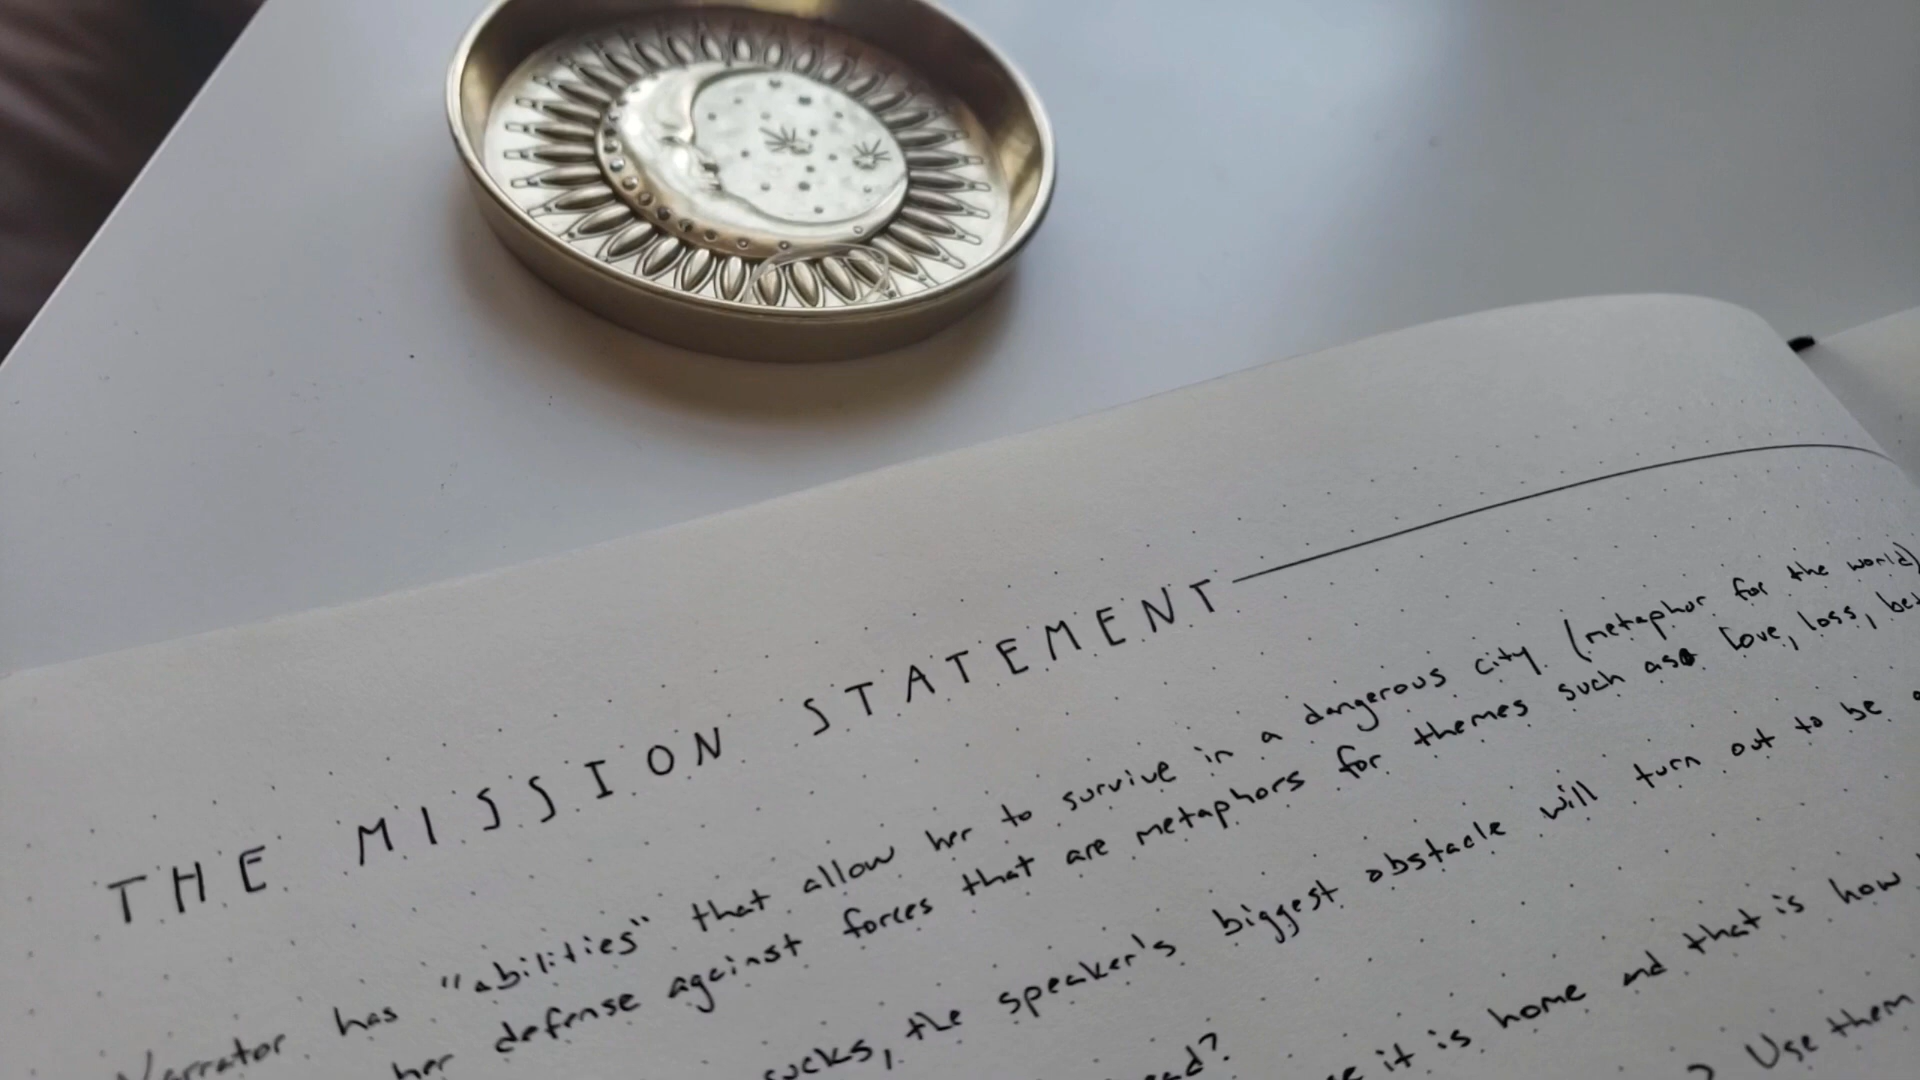 THE MISSION STATEMENT
Narrator has "abilities" that allow her to survive in a dangerous city. (metaphor for the world)
her defense against forces that are metaphors for themes such as love, loss,
sucks, the speaker's biggest obstacle will turn out to be
it is home and that is how
? Use them